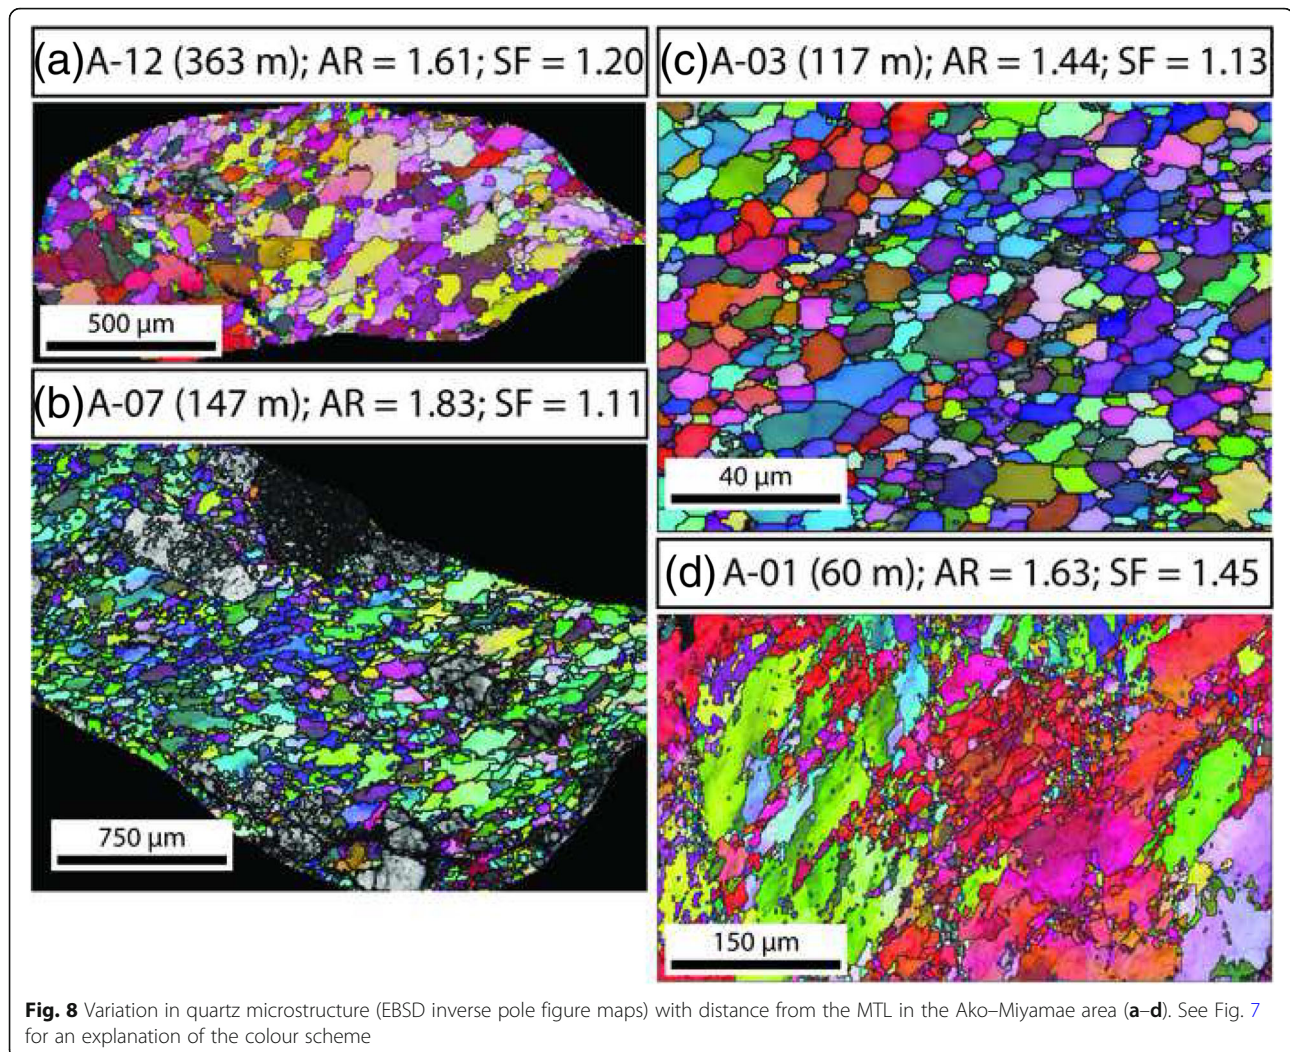 (a) A-12 (363 m); AR = 1.61; SF = 1.20
500 µm
(b) A-07 (147 m); AR = 1.83; SF = 1.11
750 µm
(c) A-03 (117 m); AR = 1.44; SF = 1.13
40 µm
(d) A-01 (60 m); AR = 1.63; SF = 1.45
150 µm
Fig. 8 Variation in quartz microstructure (EBSD inverse pole figure maps) with distance from the MTL in the Ako–Miyamae area (a–d). See Fig. 7
for an explanation of the colour scheme